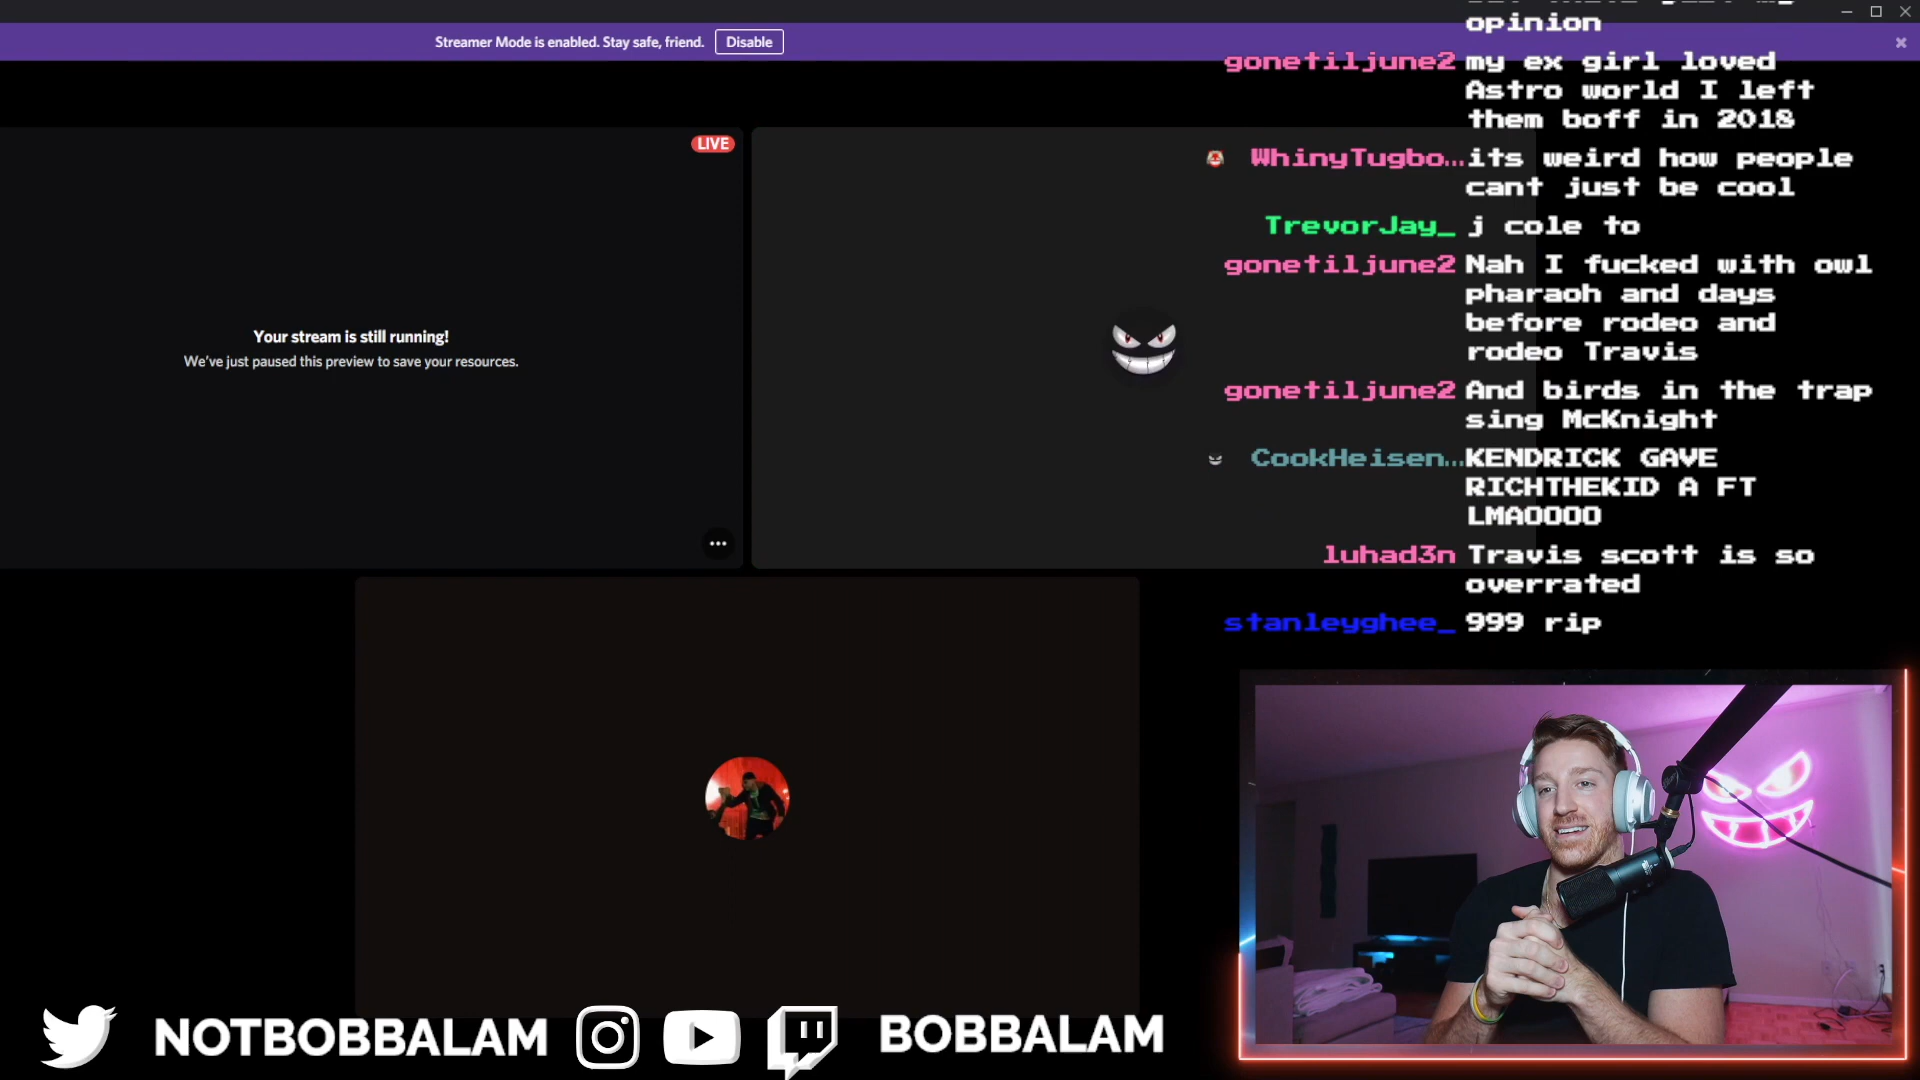 Streamer Mode is enabled. Stay safe, friend.
Disable
LIVE
Your stream is still running!
We've just paused this preview to save your resources.
opinion
gonetiljune2 my ex girl loved
Astro world I left
them boff in 2018
WhinyTugbo... its weird how people
cant just be cool
TrevorJay_ j cole to
gonetiljune2 Nah I fucked with owl
pharaoh and days
before rodeo and
rodeo Travis
gonetiljune2 And birds in the trap
sing McKnight
CookHeisen... KENDRICK GAVE
RICHTHEKID A FT
LMAOOOO
luhad3n Travis scott is so
overrated
stanleyghee_ 999 rip
NOTBOBBALAM
BOBBALAM